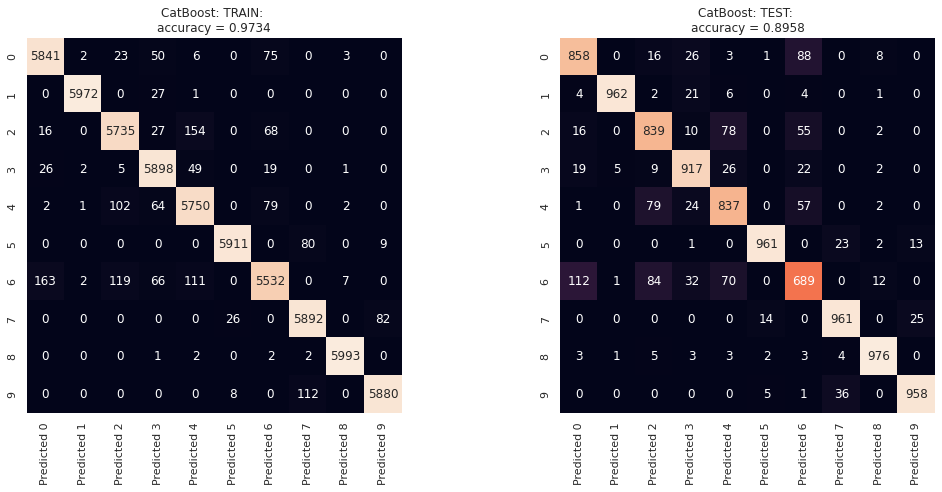 CatBoost: TRAIN:
accuracy = 0.9734
0 5841 2 23 50 6 0 75 0 3 0
1 0 5972 0 27 1 0 0 0 0 0
2 16 0 5735 27 154 0 68 0 0 0
3 26 2 5 5898 49 0 19 0 1 0
4 2 1 102 64 5750 0 79 0 2 0
5 0 0 0 0 0 5911 0 80 0 9
6 163 2 119 66 111 0 5532 0 7 0
7 0 0 0 0 0 26 0 5892 0 82
8 0 0 0 1 2 0 2 2 5993 0
9 0 0 0 0 0 8 0 112 0 5880
Predicted 0 Predicted 1 Predicted 2 Predicted 3 Predicted 4 Predicted 5 Predicted 6 Predicted 7 Predicted 8 Predicted 9
CatBoost: TEST:
accuracy = 0.8958
0 858 0 16 26 3 1 88 0 8 0
1 4 962 2 21 6 0 4 0 1 0
2 16 0 839 10 78 0 55 0 2 0
3 19 5 9 917 26 0 22 0 2 0
4 1 0 79 24 837 0 57 0 2 0
5 0 0 0 1 0 961 0 23 2 13
6 112 1 84 32 70 0 689 0 12 0
7 0 0 0 0 0 14 0 961 0 25
8 3 1 5 3 3 2 3 4 976 0
9 0 0 0 0 0 5 1 36 0 958
Predicted 0 Predicted 1 Predicted 2 Predicted 3 Predicted 4 Predicted 5 Predicted 6 Predicted 7 Predicted 8 Predicted 9